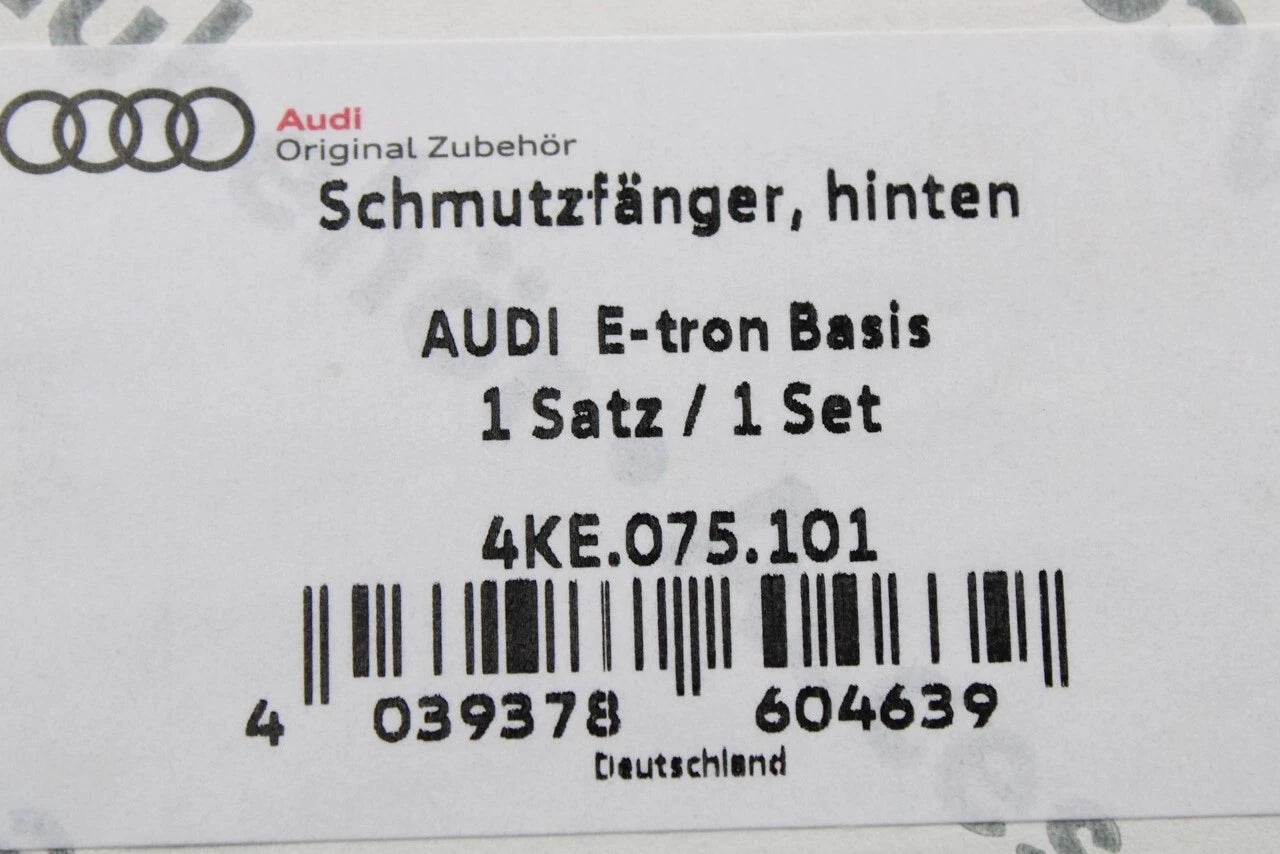 Audi
Original Zubehör
Schmutzfänger, hinten
AUDI E-tron Basis
1 Satz / 1 Set
4KE.075.101
4 039378 604639
Deutschland